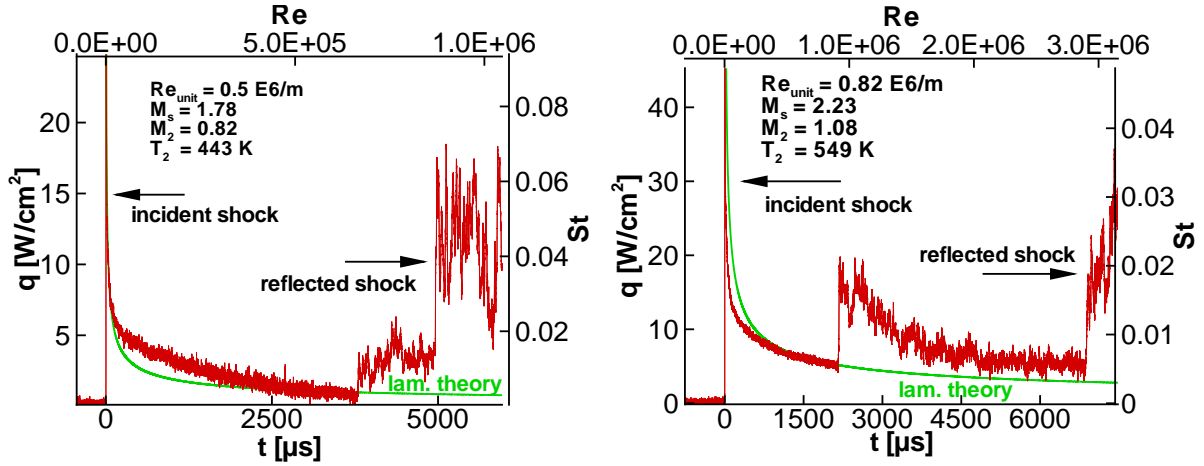 Re
0.0E+00 5.0E+05 1.0E+06
Re_unit = 0.5 E6/m
M_s = 1.78
M_2 = 0.82
T_2 = 443 K
incident shock
reflected shock
lam. theory
q [W/cm²]
20
15
10
5
St
0.08
0.06
0.04
0.02
0 2500 5000
t [µs]
Re
0.0E+00 1.0E+06 2.0E+06 3.0E+06
Re_unit = 0.82 E6/m
M_s = 2.23
M_2 = 1.08
T_2 = 549 K
incident shock
reflected shock
lam. theory
q [W/cm²]
40
30
20
10
0
St
0.04
0.03
0.02
0.01
0
0 1500 3000 4500 6000
t [µs]